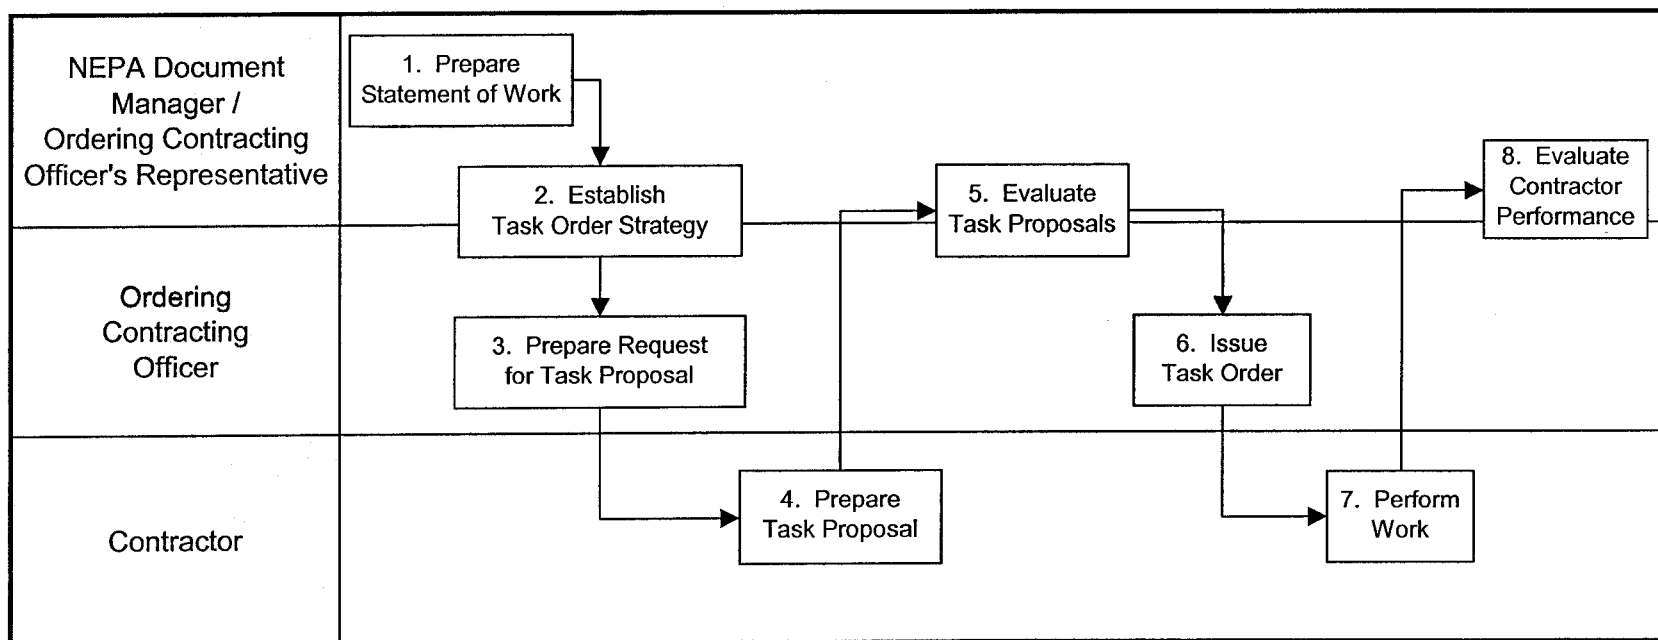 NEPA Document
Manager /
Ordering Contracting
Officer's Representative
1. Prepare
Statement of Work
2. Establish
Task Order Strategy
5. Evaluate
Task Proposals
8. Evaluate
Contractor
Performance
Ordering
Contracting
Officer
3. Prepare Request
for Task Proposal
6. Issue
Task Order
Contractor
4. Prepare
Task Proposal
7. Perform
Work